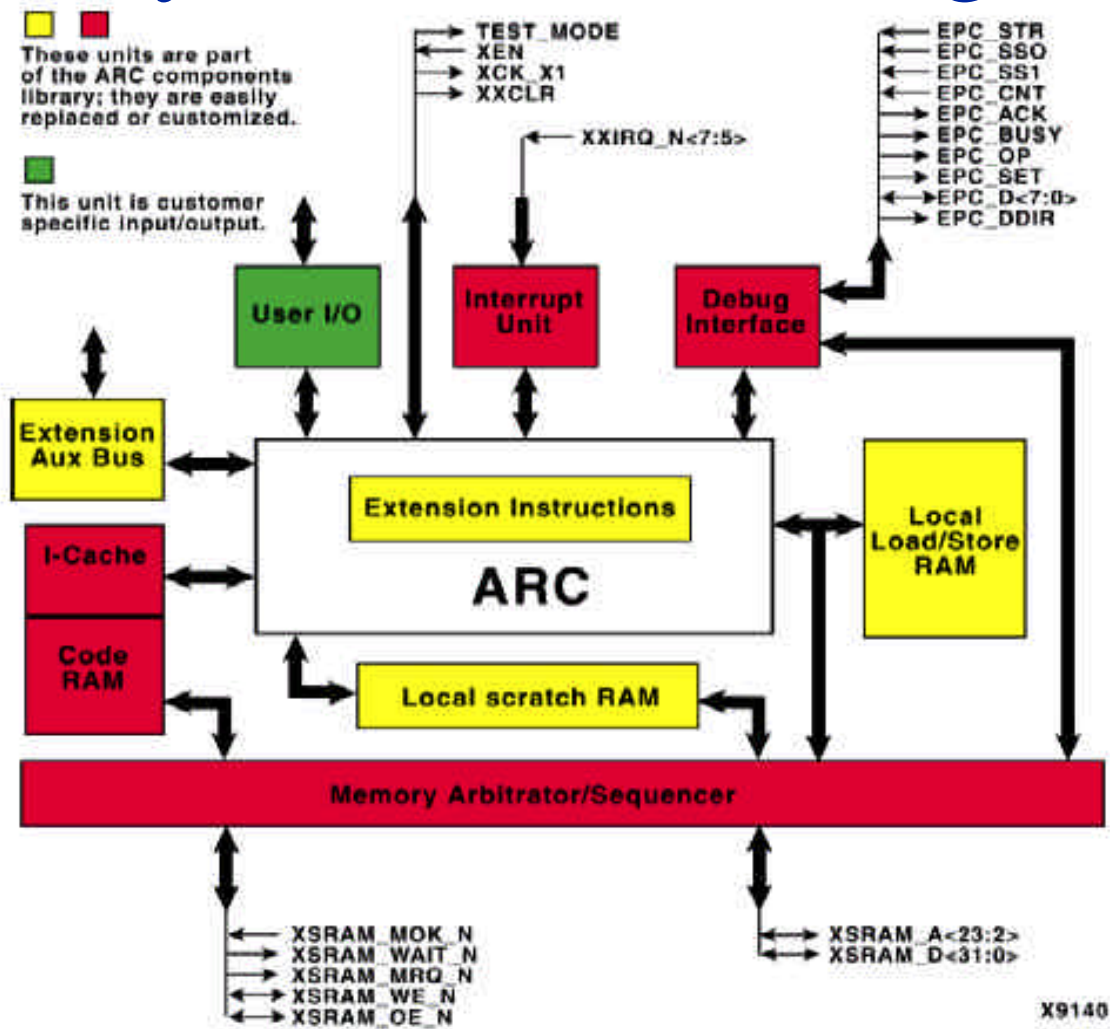 These units are part
of the ARC components
library; they are easily
replaced or customized.
This unit is customer
specific input/output.
TEST_MODE
XEN
XCK_X1
XXCLR
XXIRQ_N<7:5>
EPC_STR
EPC_SSO
EPC_SS1
EPC_CNT
EPC_ACK
EPC_BUSY
EPC_OP
EPC_SET
EPC_D<7:0>
EPC_DDIR
User I/O
Interrupt
Unit
Debug
Interface
Extension
Aux Bus
Extension Instructions
ARC
Local
Load/Store
RAM
I-Cache
Code
RAM
Local scratch RAM
Memory Arbitrator/Sequencer
XSRAM_MOK_N
XSRAM_WAIT_N
XSRAM_MRQ_N
XSRAM_WE_N
XSRAM_OE_N
XSRAM_A<23:2>
XSRAM_D<31:0>
X9140